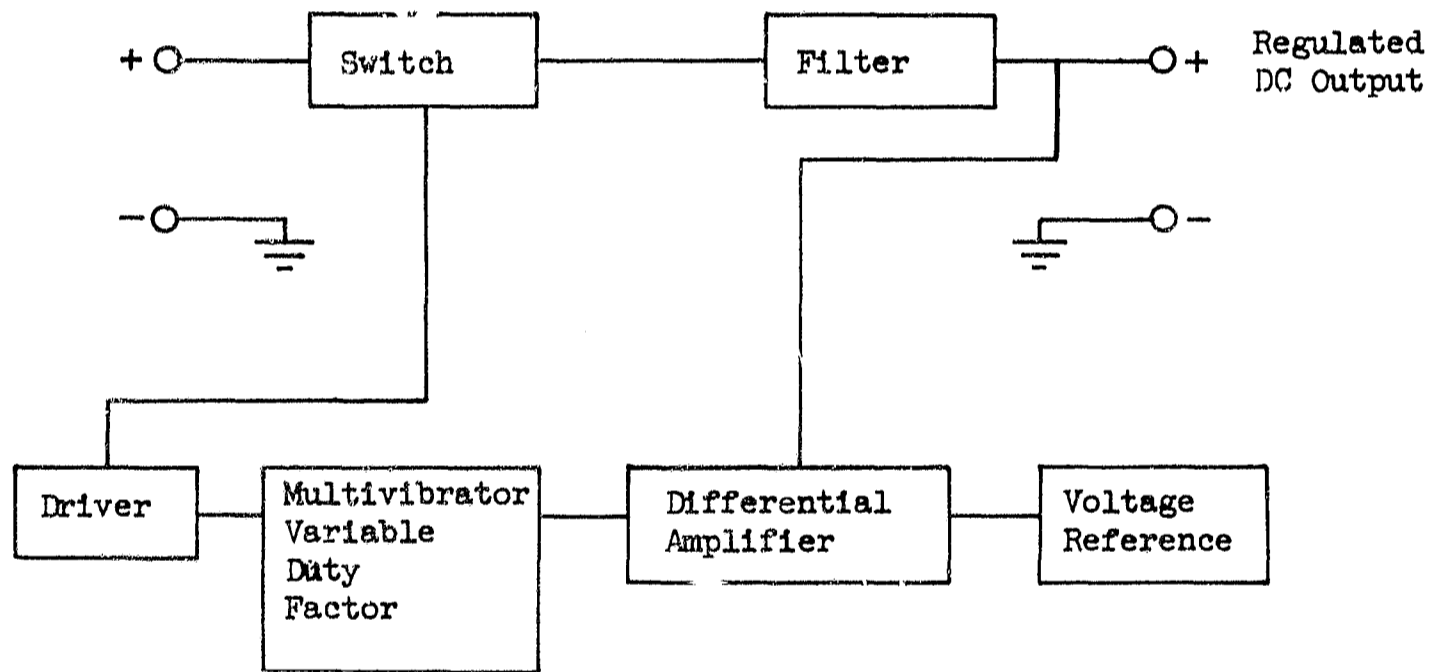 + Switch Filter + Regulated
DC Output
- -
Driver
Multivibrator
Variable
Duty
Factor
Differential
Amplifier
Voltage
Reference